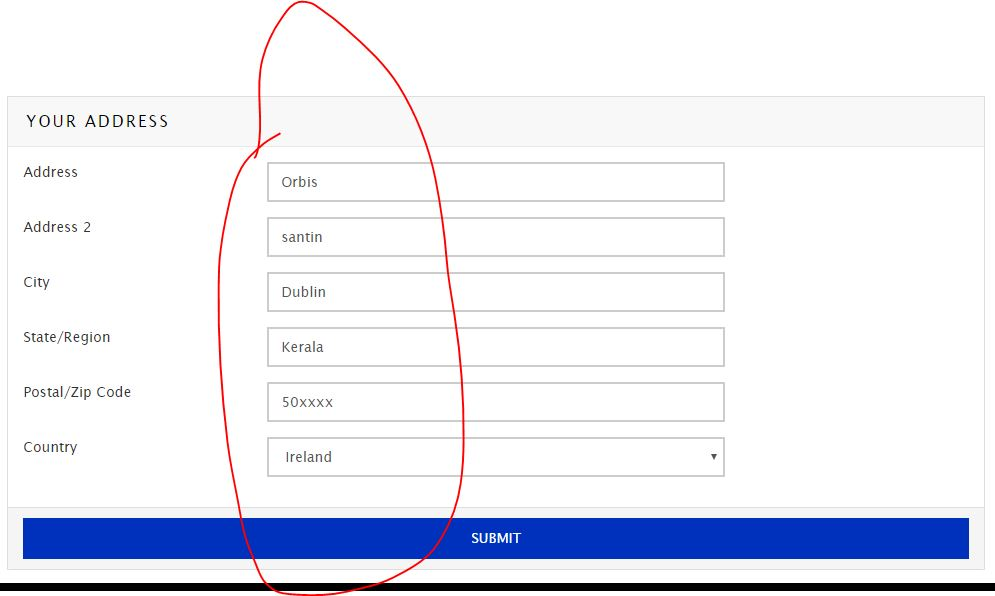 YOUR ADDRESS
Address
Orbis
Address 2
santin
City
Dublin
State/Region
Kerala
Postal/Zip Code
50xxxx
Country
Ireland
SUBMIT